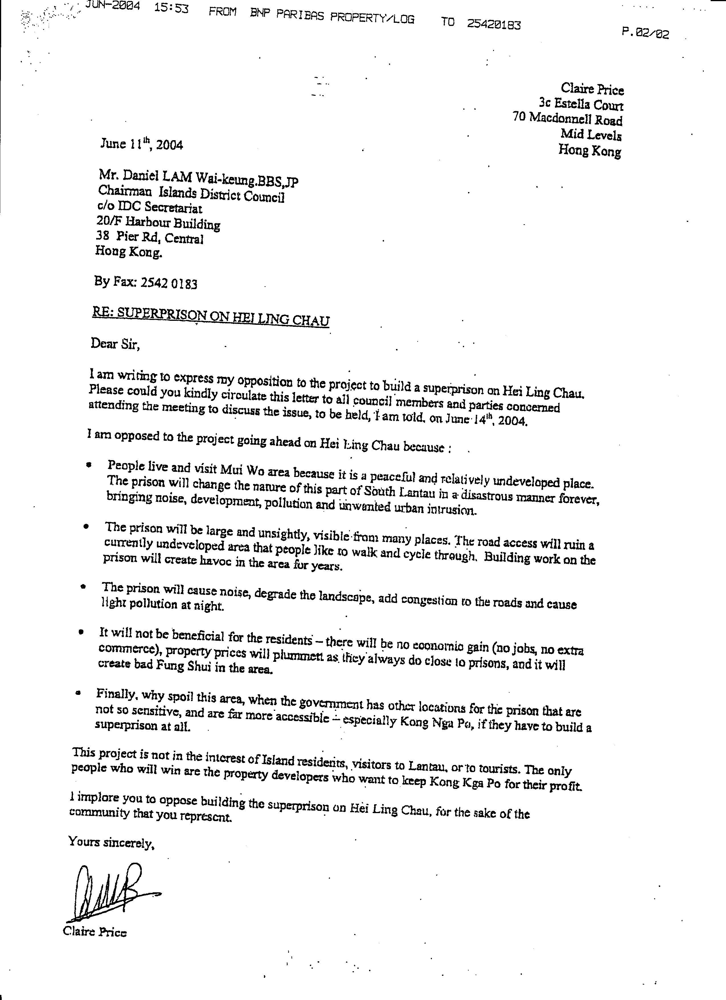 JUN-2004 15:53 FROM BNP PARIBAS PROPERTY/LOG TO 25420183 P.02/02
Claire Price
3c Estella Court
70 Macdonnell Road
Mid Levels
Hong Kong
June 11th, 2004
Mr. Daniel LAM Wai-keung.BBS,JP
Chairman Islands District Council
c/o IDC Secretariat
20/F Harbour Building
38 Pier Rd, Central
Hong Kong.
By Fax: 2542 0183
RE: SUPERPRISON ON HEI LING CHAU
Dear Sir,
I am writing to express my opposition to the project to build a superprison on Hei Ling Chau.
Please could you kindly circulate this letter to all council members and parties concerned
attending the meeting to discuss the issue, to be held, I am told, on June 14th, 2004.
I am opposed to the project going ahead on Hei Ling Chau because :
• People live and visit Mui Wo area because it is a peaceful and relatively undeveloped place.
The prison will change the nature of this part of South Lantau in a disastrous manner forever,
bringing noise, development, pollution and unwanted urban intrusion.
• The prison will be large and unsightly, visible from many places. The road access will ruin a
currently undeveloped area that people like to walk and cycle through. Building work on the
prison will create havoc in the area for years.
• The prison will cause noise, degrade the landscape, add congestion to the roads and cause
light pollution at night.
• It will not be beneficial for the residents – there will be no economic gain (no jobs, no extra
commerce), property prices will plummett as they always do close to prisons, and it will
create bad Fung Shui in the area.
• Finally, why spoil this area, when the government has other locations for the prison that are
not so sensitive, and are far more accessible – especially Kong Nga Po, if they have to build a
superprison at all.
This project is not in the interest of Island residents, visitors to Lantau, or to tourists. The only
people who will win are the property developers who want to keep Kong Kga Po for their profit.
I implore you to oppose building the superprison on Hei Ling Chau, for the sake of the
community that you represent.
Yours sincerely,
Claire Price